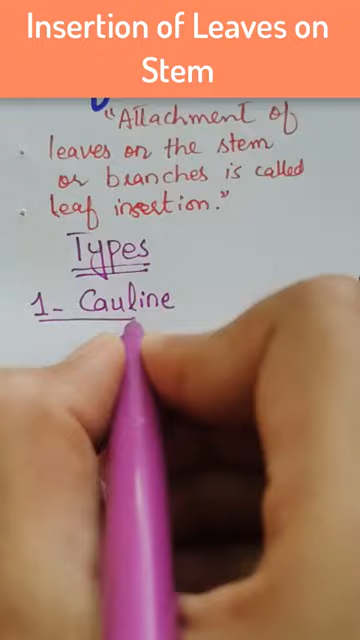 Insertion of Leaves on
Stem
"Attachment of
leaves on the stem
or branches is called
leaf insertion."
Types
1- Cauline